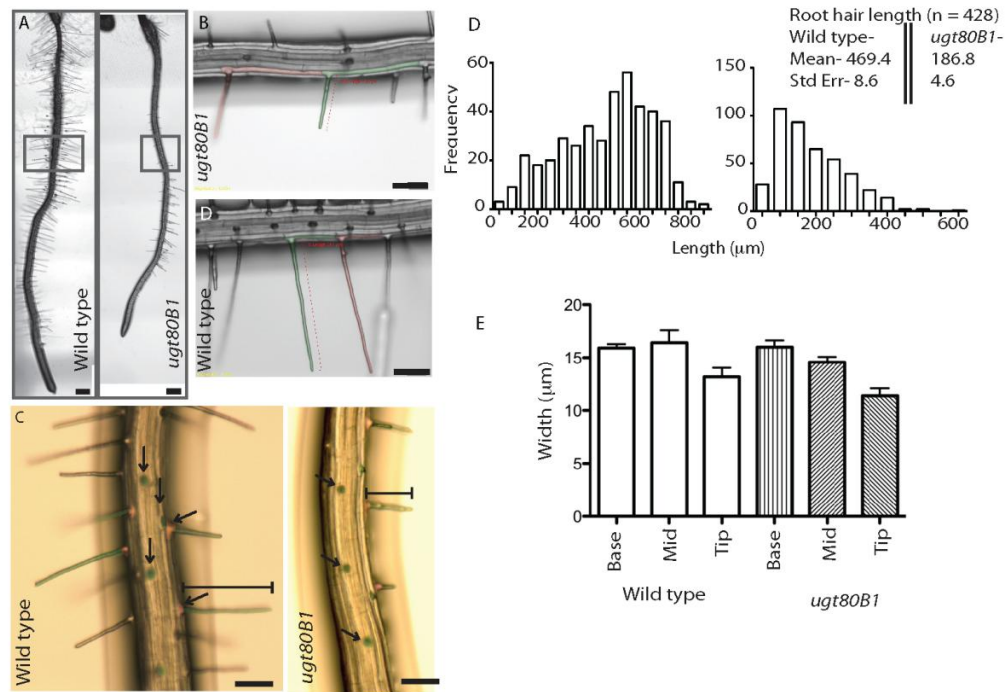 A
Wild type
ugt80B1
B
ugt80B1
D
Wild type
C
Wild type
ugt80B1
D
Root hair length (n = 428)
Wild type- ugt80B1-
Mean- 469.4 186.8
Std Err- 8.6 4.6
Frequency
60
40
20
0
200 400 600 800
150
100
50
0
200 400 600
Length (μm)
E
Width (μm)
20
15
10
5
0
Base Mid Tip Base Mid Tip
Wild type ugt80B1